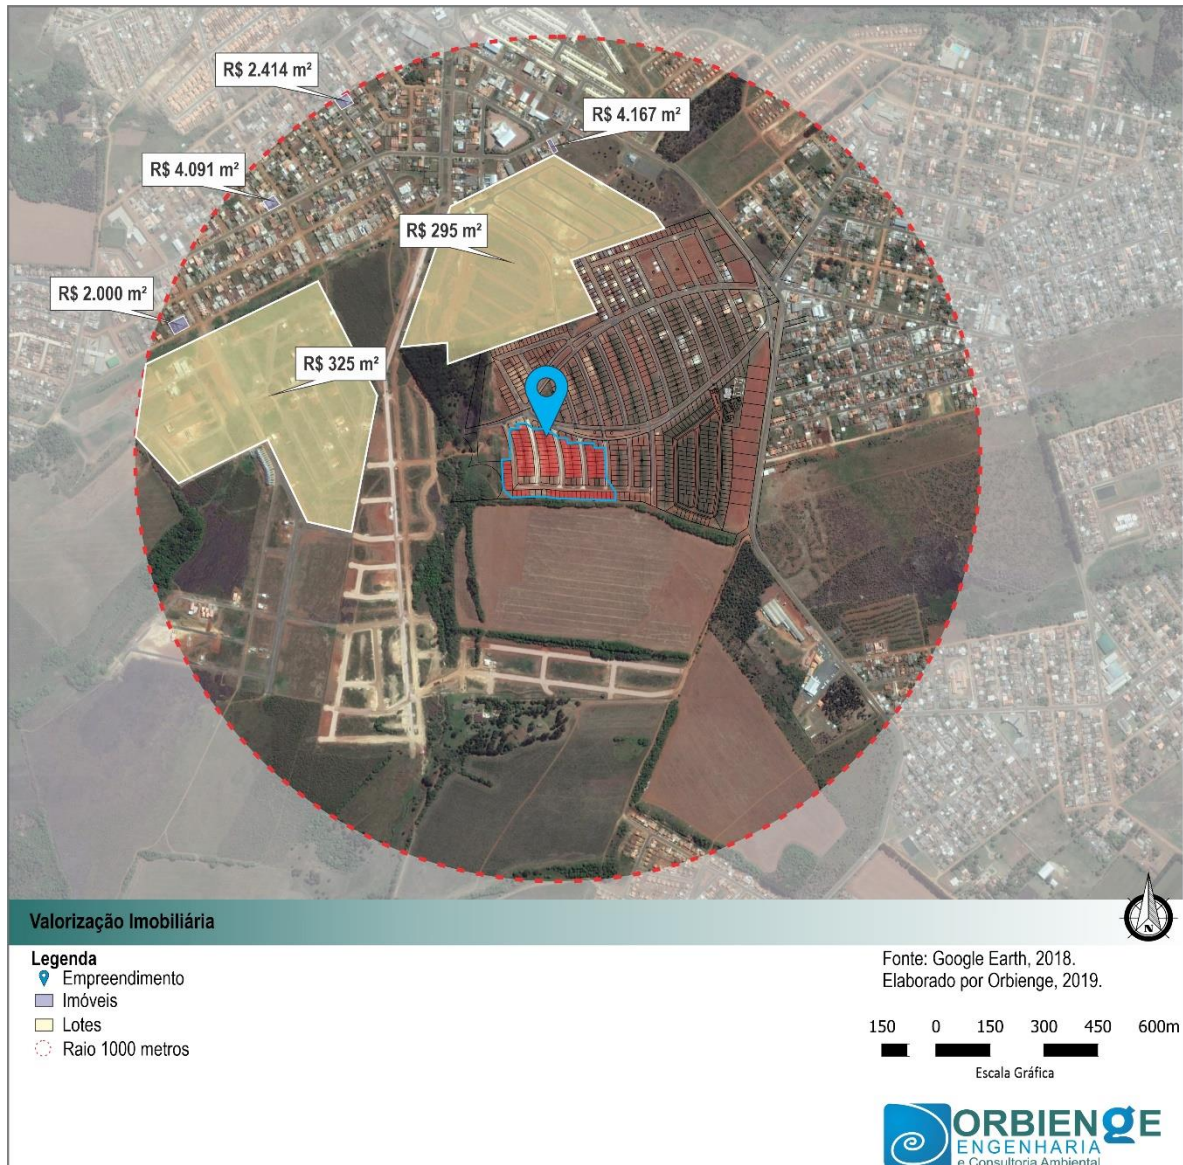 R$ 2.414 m²
R$ 4.167 m²
R$ 4.091 m²
R$ 295 m²
R$ 2.000 m²
R$ 325 m²
Valorização Imobiliária
N
Legenda
Empreendimento
Imóveis
Lotes
Raio 1000 metros
Fonte: Google Earth, 2018.
Elaborado por Orbienge, 2019.
150 0 150 300 450 600m
Escala Gráfica
ORBIENGE
ENGENHARIA
e Consultoria Ambiental